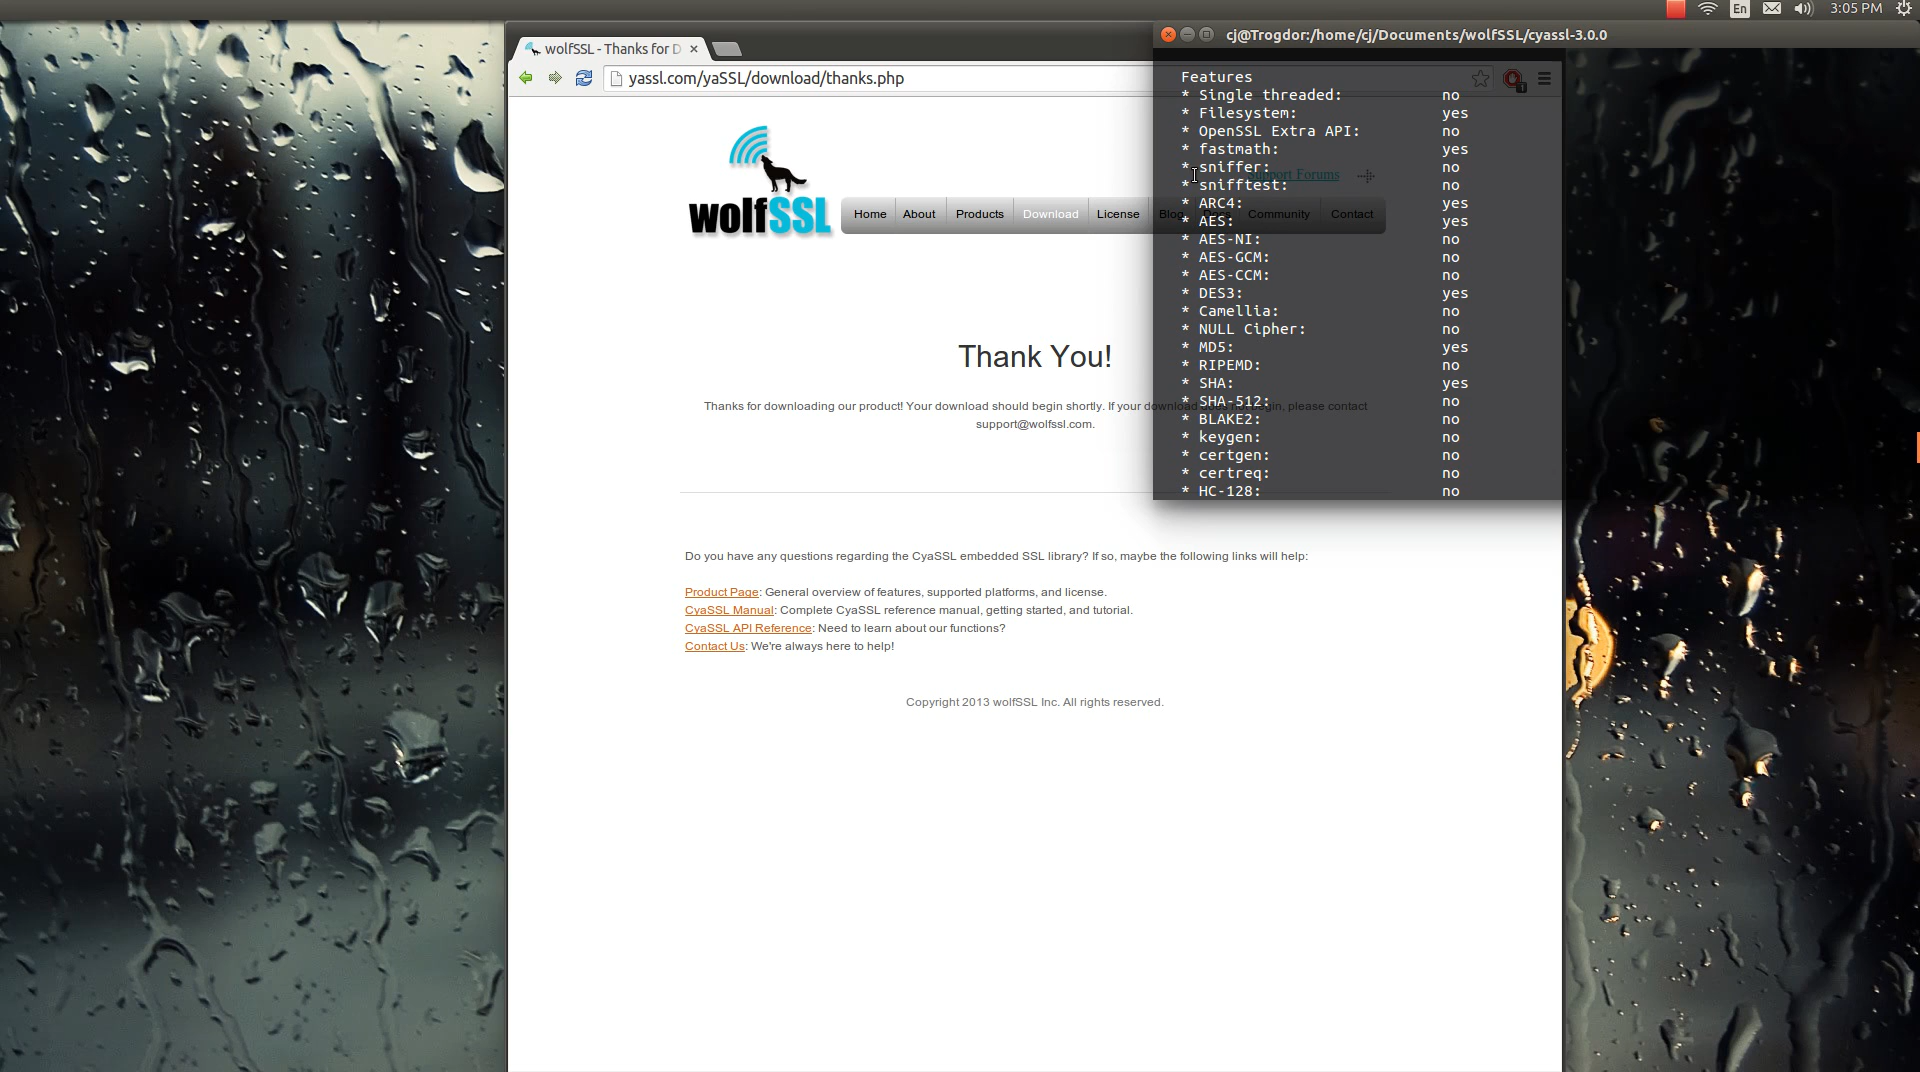 En
3:05 PM
wolfSSL - Thanks for D
cj@Trogdor:/home/cj/Documents/wolfSSL/cyassl-3.0.0
yassl.com/yaSSL/download/thanks.php
Features
* Single threaded: no
* Filesystem: yes
* OpenSSL Extra API: no
* fastmath: yes
* sniffer: no
* snifftest: no
* ARC4: yes
* AES: yes
* AES-NI: no
* AES-GCM: no
* AES-CCM: no
* DES3: yes
* Camellia: no
* NULL Cipher: no
* MD5: yes
* RIPEMD: no
* SHA: yes
* SHA-512: no
* BLAKE2: no
* keygen: no
* certgen: no
* certreq: no
* HC-128: no
Support Forums
wolfSSL
Home About Products Download License Blog Docs Community Contact
Thank You!
Thanks for downloading our product! Your download should begin shortly. If your download does not begin, please contact
support@wolfssl.com.
Do you have any questions regarding the CyaSSL embedded SSL library? If so, maybe the following links will help:
Product Page: General overview of features, supported platforms, and license.
CyaSSL Manual: Complete CyaSSL reference manual, getting started, and tutorial.
CyaSSL API Reference: Need to learn about our functions?
Contact Us: We're always here to help!
Copyright 2013 wolfSSL Inc. All rights reserved.